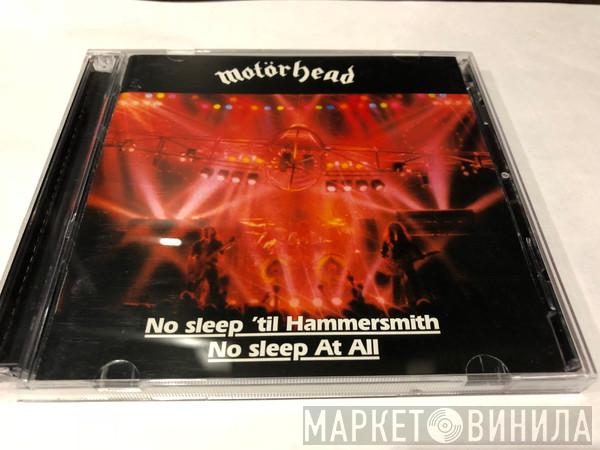 motörhead
No sleep 'til Hammersmith
No sleep At All
МАРКЕТ ВИНИЛА